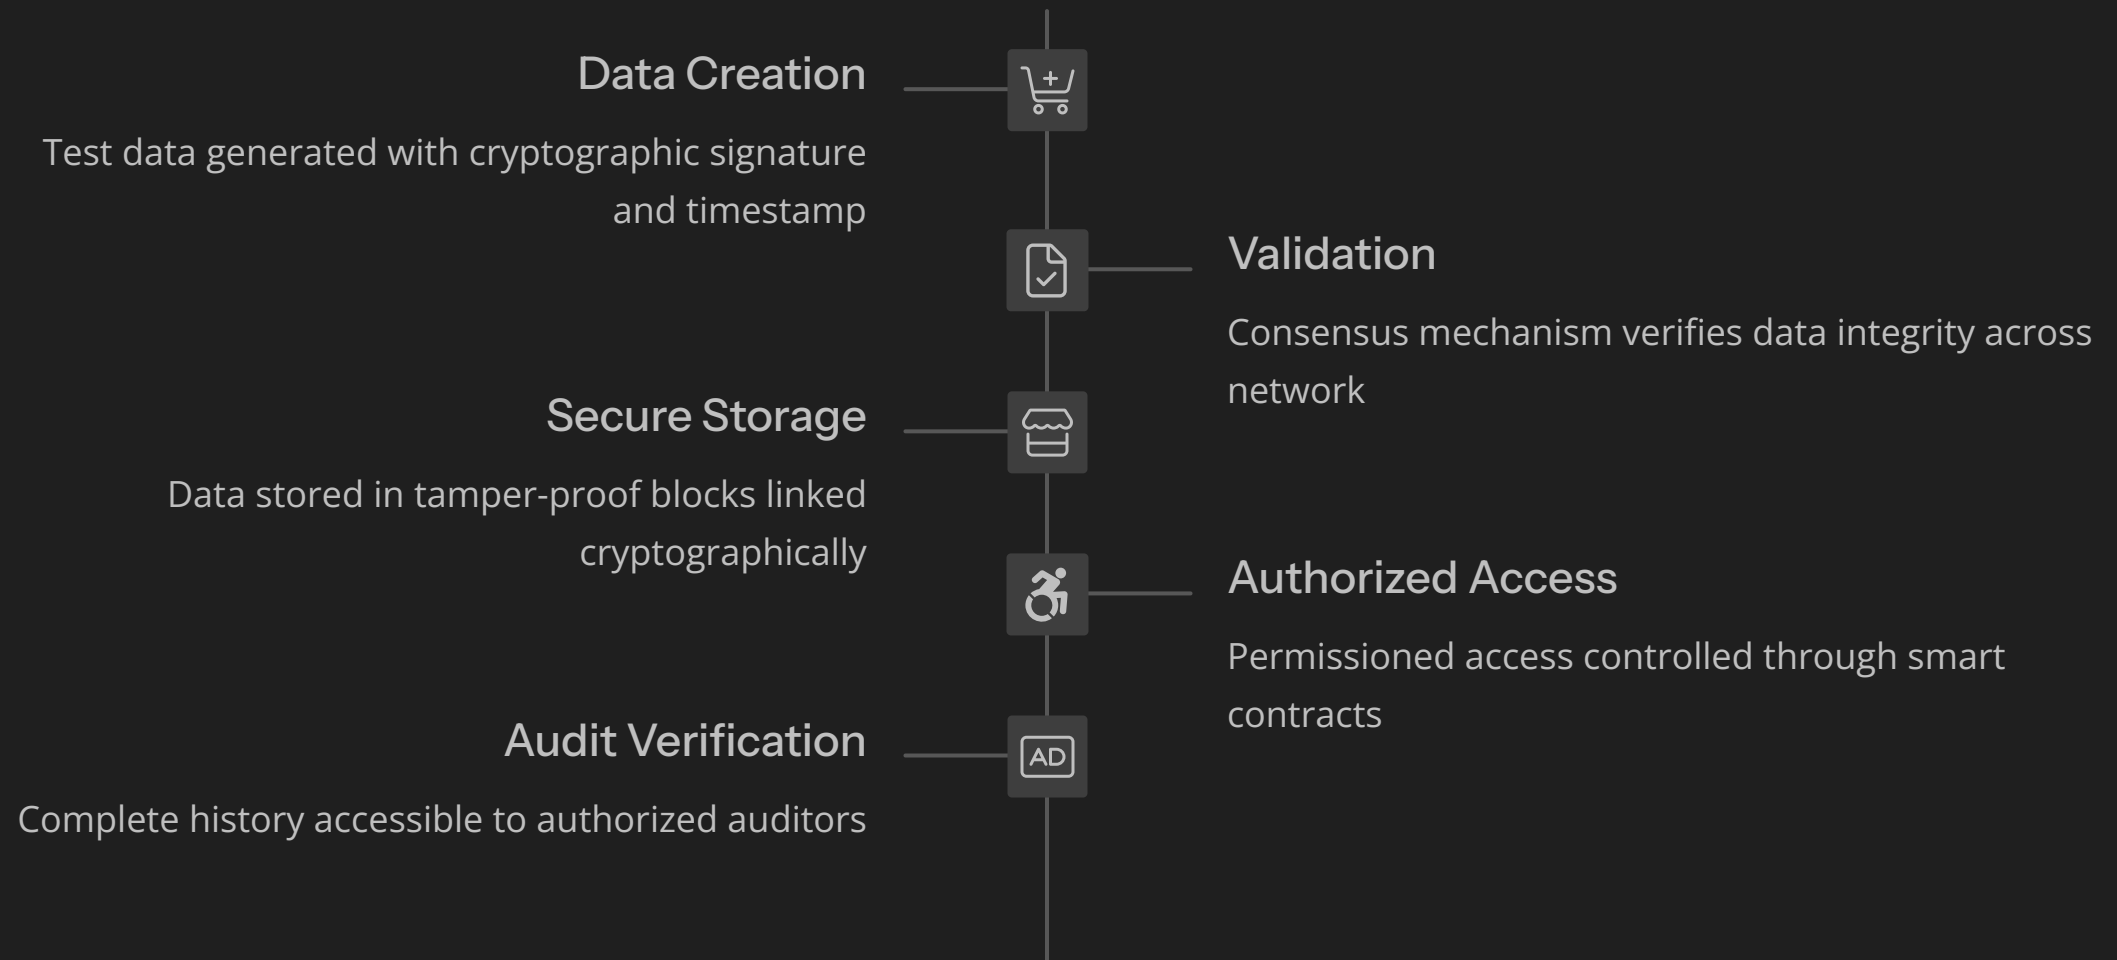 Data Creation
Test data generated with cryptographic signature
and timestamp
Validation
Consensus mechanism verifies data integrity across
network
Secure Storage
Data stored in tamper-proof blocks linked
cryptographically
Authorized Access
Permissioned access controlled through smart
contracts
Audit Verification
AD
Complete history accessible to authorized auditors